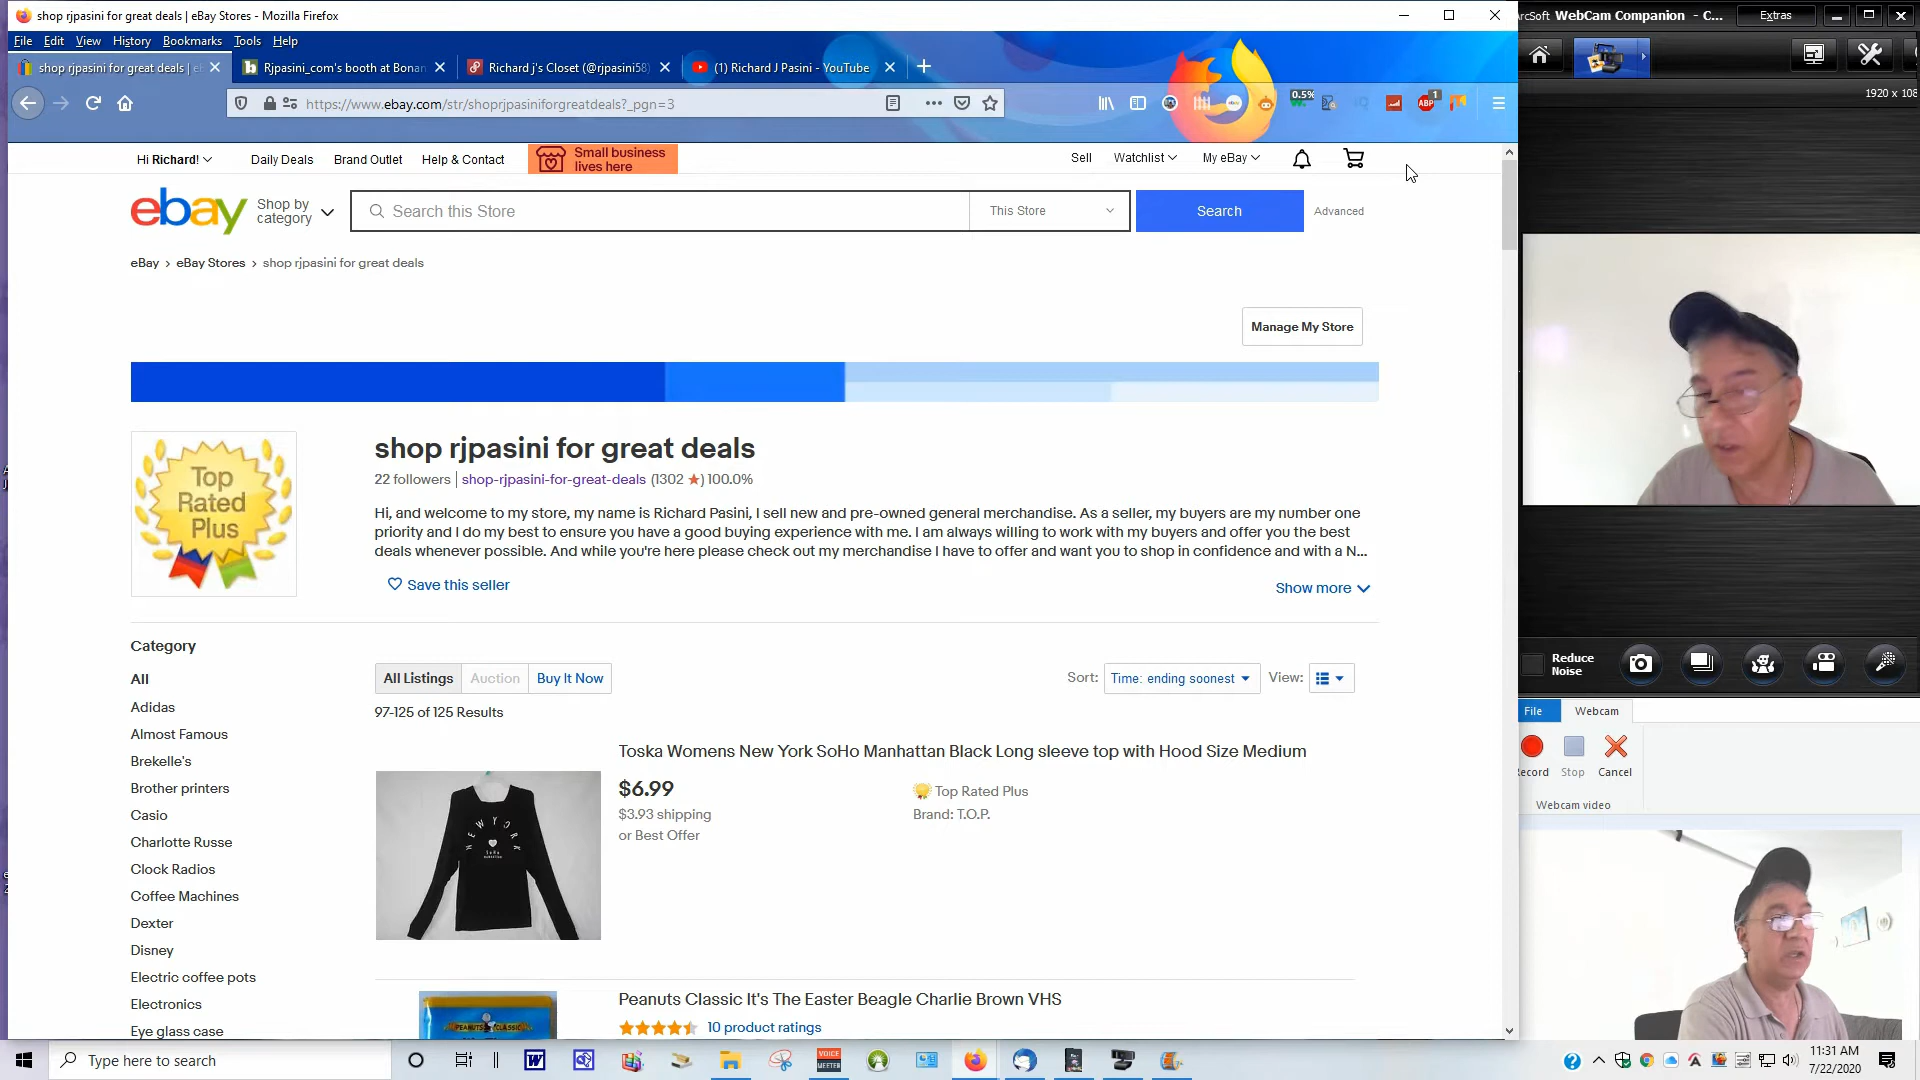 shop rjpasini for great deals | eBay Stores - Mozilla Firefox
File Edit View History Bookmarks Tools Help
shop rjpasini for great deals | e
Rjpasini_com's booth at Bonan
Richard j's Closet (@rjpasini58)
(1) Richard J Pasini - YouTube
https://www.ebay.com/str/shoprjpasiniforgreatdeals?_pgn=3
0.5%
ABP
1
WebCam Companion - C...
Extras
Hi Richard!
Daily Deals
Brand Outlet
Help & Contact
Small business
lives here
Sell
Watchlist
My eBay
ebay
Shop by
category
Search this Store
This Store
Search
Advanced
eBay > eBay Stores > shop rjpasini for great deals
Manage My Store
Top
Rated
Plus
shop rjpasini for great deals
22 followers | shop-rjpasini-for-great-deals (1302 ★) 100.0%
Hi, and welcome to my store, my name is Richard Pasini, I sell new and pre-owned general merchandise. As a seller, my buyers are my number one
priority and I do my best to ensure you have a good buying experience with me. I am always willing to work with my buyers and offer you the best
deals whenever possible. And while you're here please check out my merchandise I have to offer and want you to shop in confidence and with a N...
Save this seller
Show more
Category
All
Adidas
Almost Famous
Brekelle's
Brother printers
Casio
Charlotte Russe
Clock Radios
Coffee Machines
Dexter
Disney
Electric coffee pots
Electronics
Eye glass case
All Listings
Auction
Buy It Now
Sort: Time: ending soonest
View:
97-125 of 125 Results
Toska Womens New York SoHo Manhattan Black Long sleeve top with Hood Size Medium
$6.99
$3.93 shipping
or Best Offer
Top Rated Plus
Brand: T.O.P.
NEW YORK
PEANUTS CLASSIC
Peanuts Classic It's The Easter Beagle Charlie Brown VHS
10 product ratings
Reduce
Noise
File
Webcam
Stop
Cancel
Webcam video
Type here to search
VOICE
MEETER
11:31 AM
7/22/2020